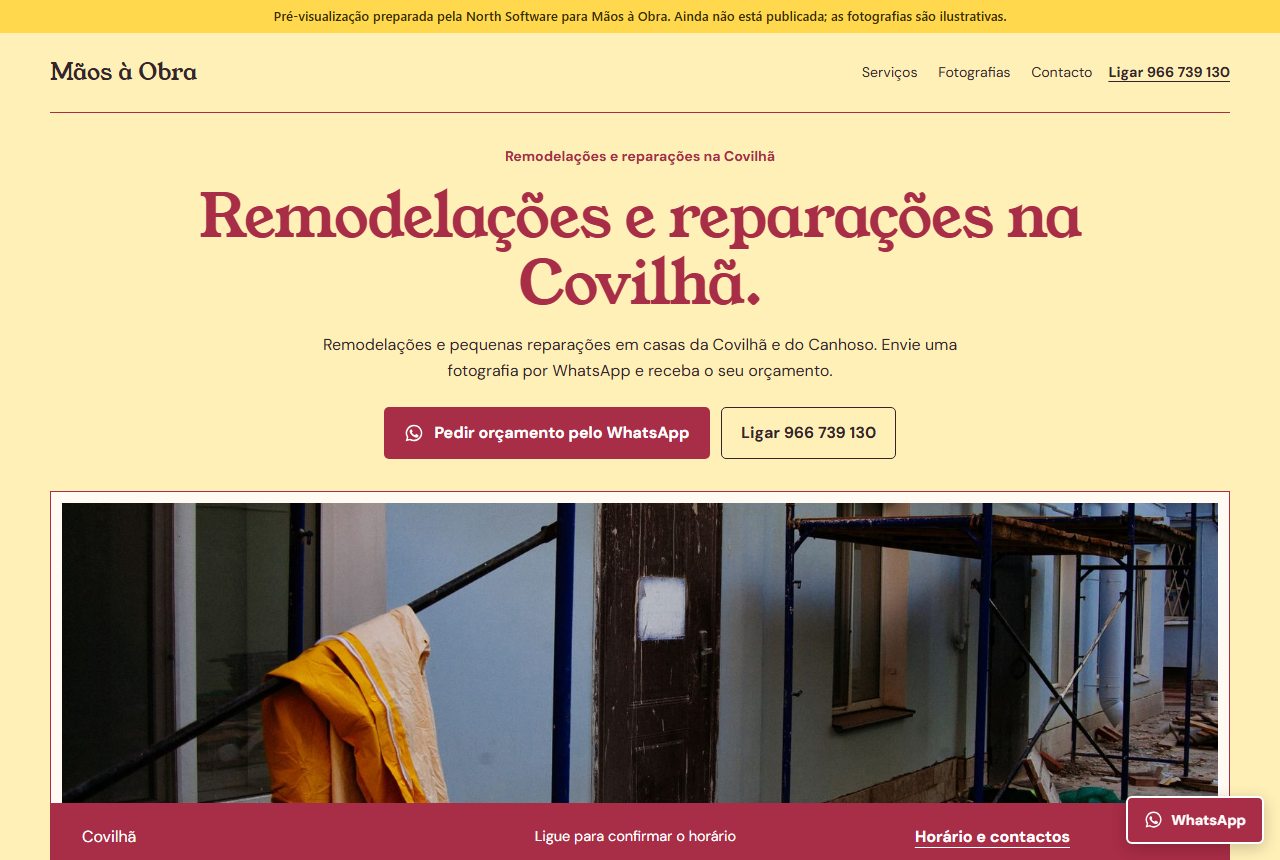 Pré-visualização preparada pela North Software para Mãos à Obra. Ainda não está publicada; as fotografias são ilustrativas.
Mãos à Obra
Serviços
Fotografias
Contacto
Ligar 966 739 130
Remodelações e reparações na Covilhã
Remodelações e reparações na
Covilhã.
Remodelações e pequenas reparações em casas da Covilhã e do Canhoso. Envie uma
fotografia por WhatsApp e receba o seu orçamento.
Pedir orçamento pelo WhatsApp
Ligar 966 739 130
Covilhã
Ligue para confirmar o horário
Horário e contactos
WhatsApp